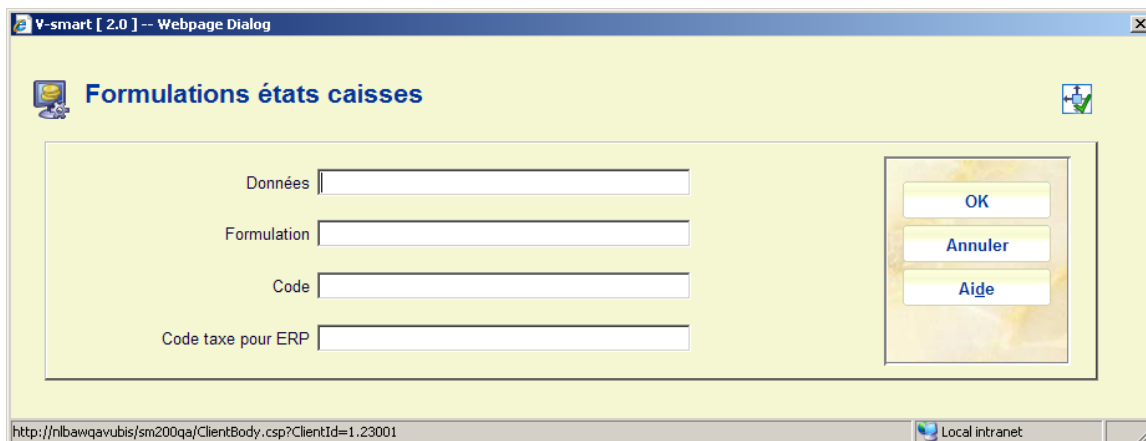 V-smart [ 2.0 ] -- Webpage Dialog
Formulations états caisses
Données
Formulation
Code
Code taxe pour ERP
OK
Annuler
Aide
http://nlbawqavubis/sm200qa/ClientBody.csp?ClientId=1.23001
Local intranet